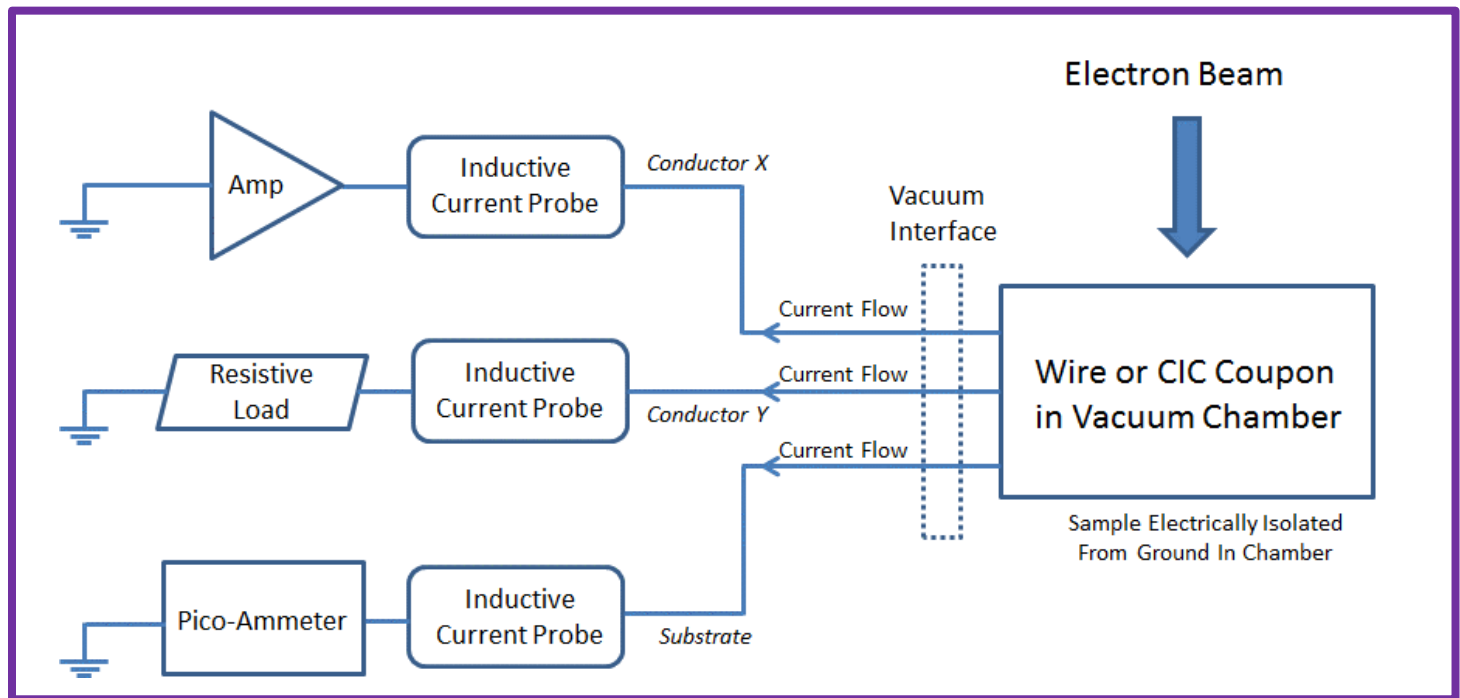 Electron Beam
Amp
Inductive
Current Probe
Conductor X
Vacuum
Interface
Current Flow
Resistive
Load
Inductive
Current Probe
Current Flow
Conductor Y
Wire or CIC Coupon
in Vacuum Chamber
Current Flow
Sample Electrically Isolated
From Ground In Chamber
Pico-Ammeter
Inductive
Current Probe
Substrate